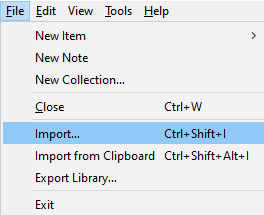 File Edit View Tools Help
New Item
New Note
New Collection...
Close Ctrl+W
Import... Ctrl+Shift+I
Import from Clipboard Ctrl+Shift+Alt+I
Export Library...
Exit